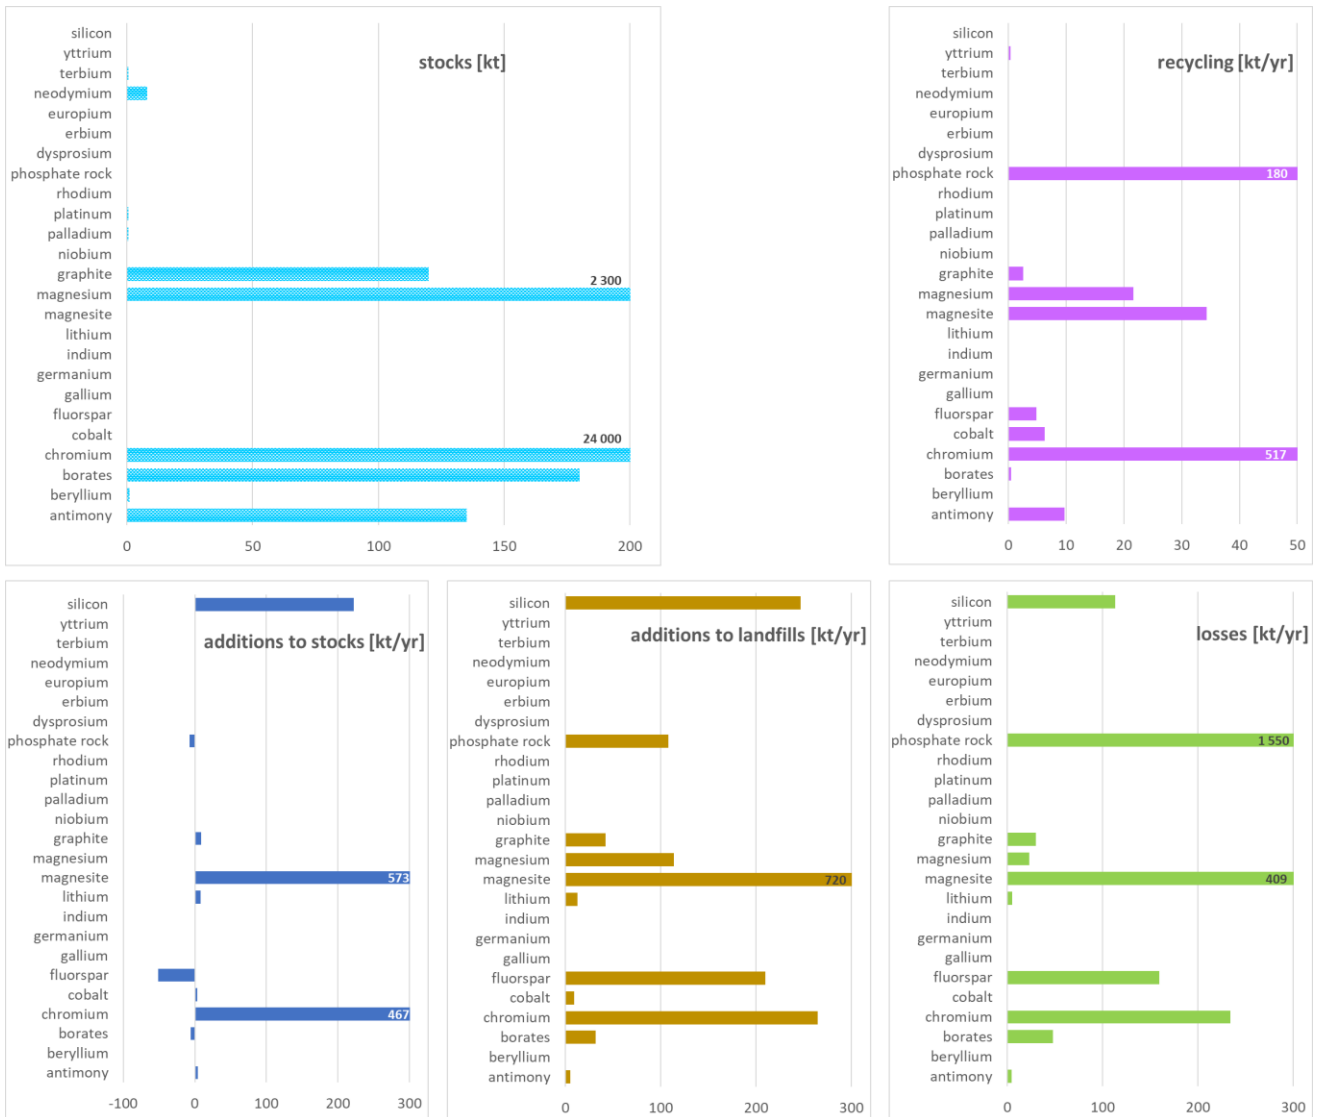 stocks [kt]
silicon
yttrium
terbium
neodymium
europium
erbium
dysprosium
phosphate rock
rhodium
platinum
palladium
niobium
graphite
2 300
magnesium
magnesite
lithium
indium
germanium
gallium
fluorspar
cobalt
24 000
chromium
borates
beryllium
antimony
0 50 100 150 200
recycling [kt/yr]
silicon
yttrium
terbium
neodymium
europium
erbium
dysprosium
phosphate rock 180
rhodium
platinum
palladium
niobium
graphite
magnesium
magnesite
lithium
indium
germanium
gallium
fluorspar
cobalt
chromium 517
borates
beryllium
antimony
0 10 20 30 40 50
additions to stocks [kt/yr]
silicon
yttrium
terbium
neodymium
europium
erbium
dysprosium
phosphate rock
rhodium
platinum
palladium
niobium
graphite
magnesium
magnesite 573
lithium
indium
germanium
gallium
fluorspar
cobalt
chromium 467
borates
beryllium
antimony
-100 0 100 200 300
additions to landfills [kt/yr]
silicon
yttrium
terbium
neodymium
europium
erbium
dysprosium
phosphate rock
rhodium
platinum
palladium
niobium
graphite
magnesium
magnesite 720
lithium
indium
germanium
gallium
fluorspar
cobalt
chromium
borates
beryllium
antimony
0 100 200 300
losses [kt/yr]
silicon
yttrium
terbium
neodymium
europium
erbium
dysprosium
phosphate rock 1 550
rhodium
platinum
palladium
niobium
graphite
magnesium
magnesite 409
lithium
indium
germanium
gallium
fluorspar
cobalt
chromium
borates
beryllium
antimony
0 100 200 300